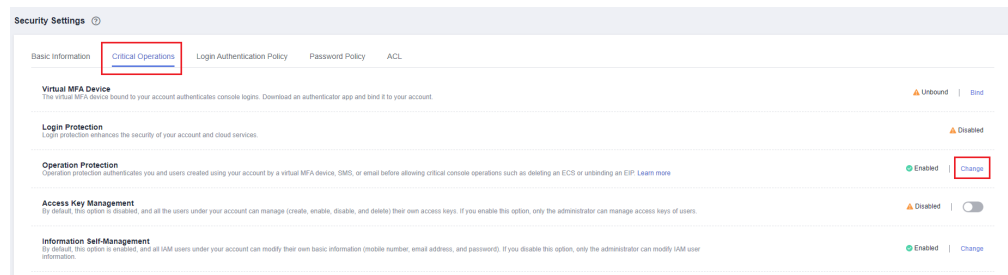 Security Settings ?
Basic Information Critical Operations Login Authentication Policy Password Policy ACL
Virtual MFA Device
The virtual MFA device bound to your account authenticates console logins. Download an authenticator app and bind it to your account.
Unbound | Bind
Login Protection
Login protection enhances the security of your account and cloud services.
Disabled
Operation Protection
Operation protection authenticates you and users created using your account by a virtual MFA device, SMS, or email before allowing critical console operations such as deleting an ECS or unbinding an EIP. Learn more
Enabled | Change
Access Key Management
By default, this option is disabled, and all the users under your account can manage (create, enable, disable, and delete) their own access keys. If you enable this option, only the administrator can manage access keys of users.
Disabled |
Information Self-Management
By default, this option is enabled, and all IAM users under your account can modify their own basic information (mobile number, email address, and password). If you disable this option, only the administrator can modify IAM user
information.
Enabled | Change